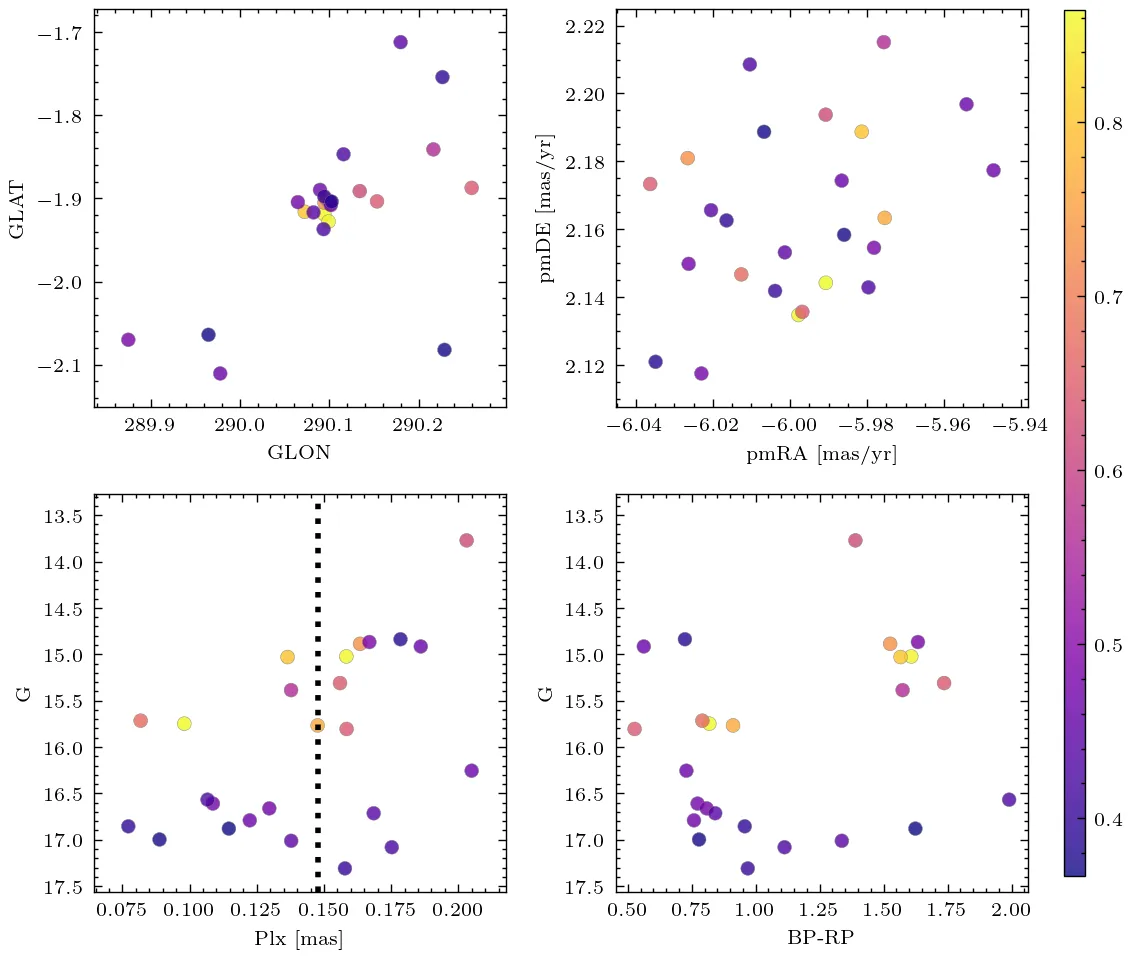 −1.7
−1.8
−1.9
−2.0
−2.1
GLAT
289.9 290.0 290.1 290.2
GLON
2.22
2.20
2.18
2.16
2.14
2.12
pmDE [mas/yr]
−6.04 −6.02 −6.00 −5.98 −5.96 −5.94
pmRA [mas/yr]
0.8
0.7
0.6
0.5
0.4
13.5
14.0
14.5
15.0
15.5
16.0
16.5
17.0
17.5
G
0.075 0.100 0.125 0.150 0.175 0.200
Plx [mas]
13.5
14.0
14.5
15.0
15.5
16.0
16.5
17.0
17.5
G
0.50 0.75 1.00 1.25 1.50 1.75 2.00
BP-RP